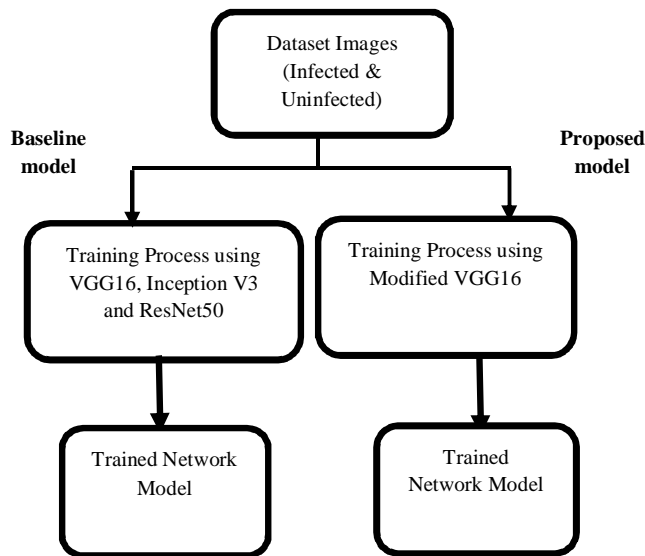 Dataset Images
(Infected &
Uninfected)
Baseline
model
Proposed
model
Training Process using
VGG16, Inception V3
and ResNet50
Training Process using
Modified VGG16
Trained Network
Model
Trained
Network Model